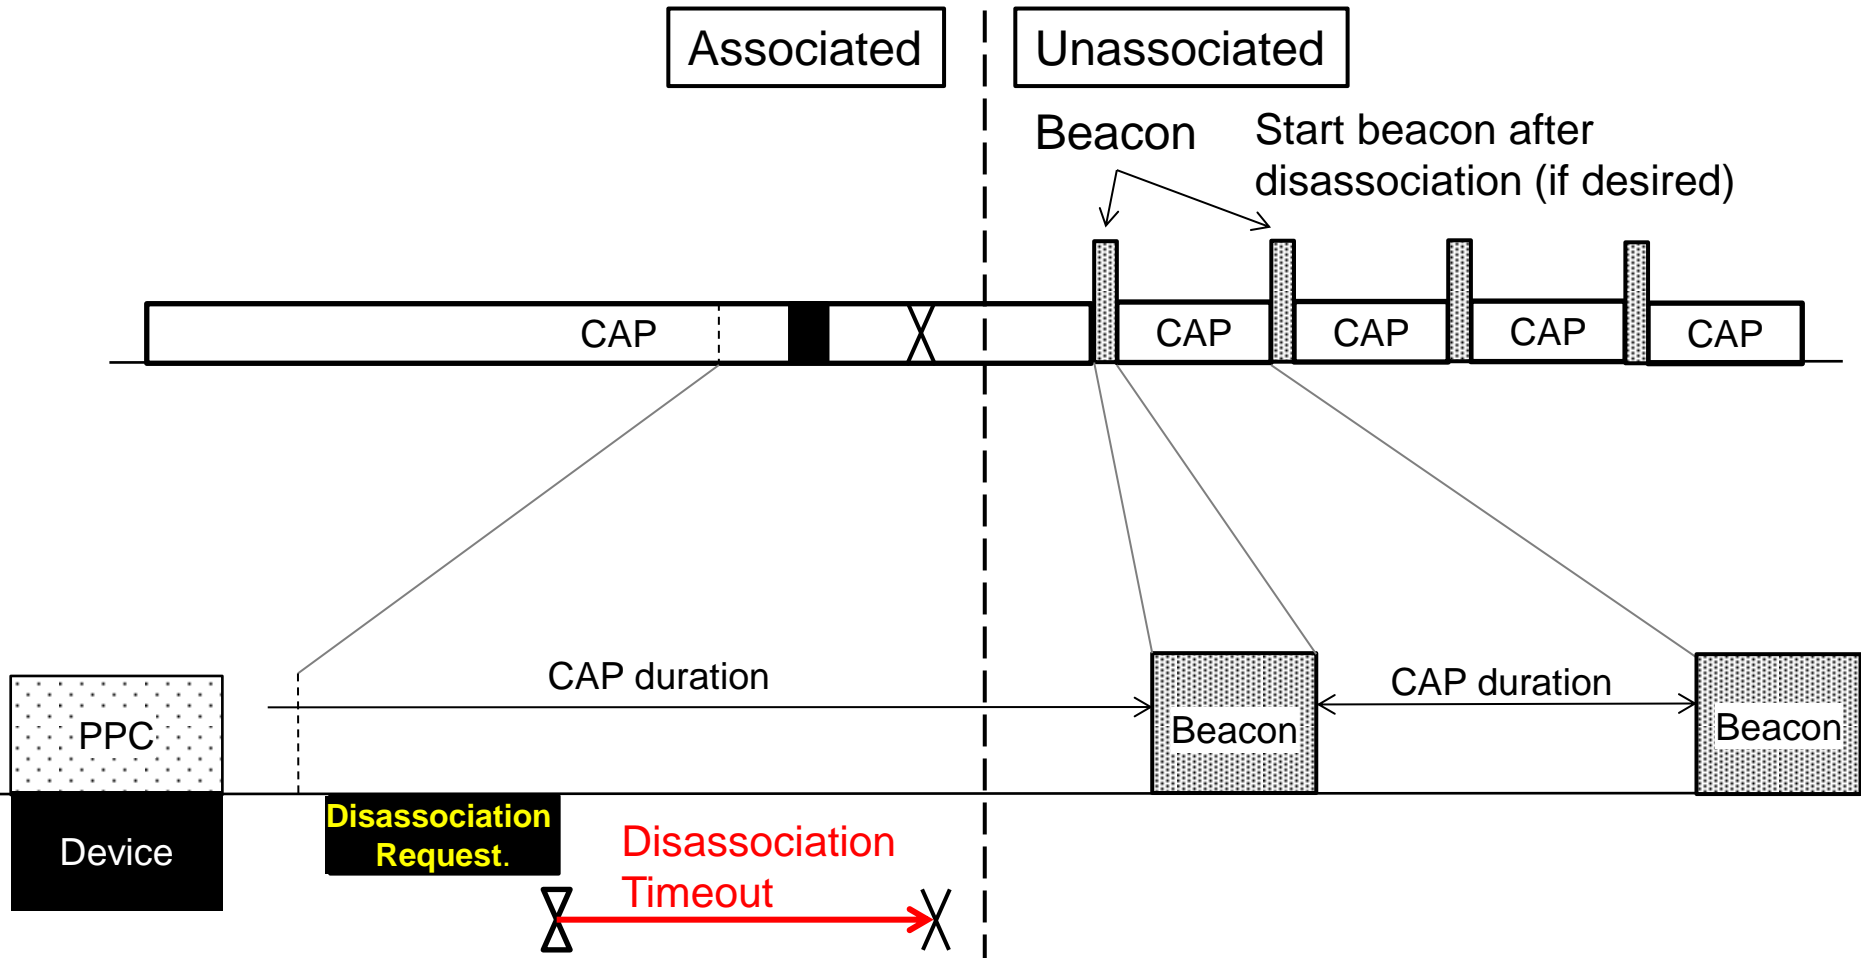 Associated
Unassociated
Beacon
Start beacon after
disassociation (if desired)
CAP
CAP
CAP
CAP
CAP
CAP duration
CAP duration
PPC
Beacon
Beacon
Device
Disassociation
Request.
Disassociation
Timeout